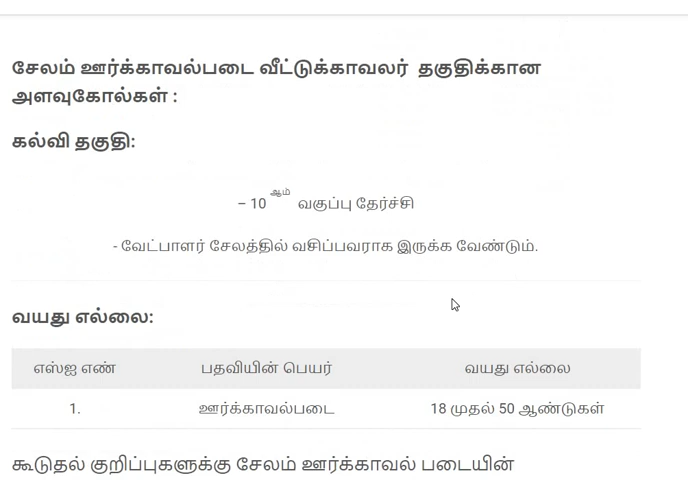 சேலம் ஊர்க்காவல்படை வீட்டுக்காவலர் தகுதிக்கான
அளவுகோல்கள் :
கல்வி தகுதி:
– 10 ஆம் வகுப்பு தேர்ச்சி
- வேட்பாளர் சேலத்தில் வசிப்பவராக இருக்க வேண்டும்.
வயது எல்லை:
எஸ்ஐ எண் பதவியின் பெயர் வயது எல்லை
1. ஊர்க்காவல்படை 18 முதல் 50 ஆண்டுகள்
கூடுதல் குறிப்புகளுக்கு சேலம் ஊர்க்காவல் படையின்